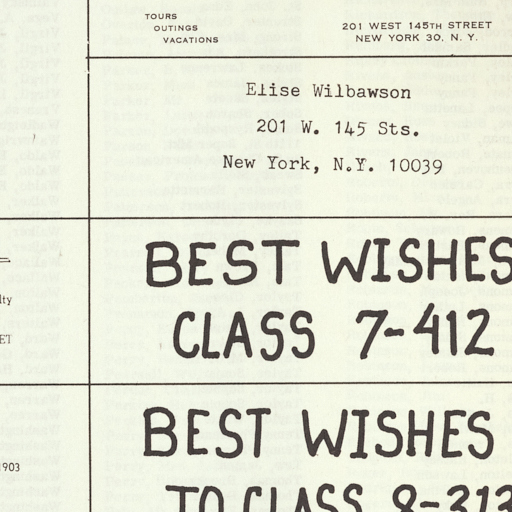 TOURS
OUTINGS
VACATIONS
201 WEST 145TH STREET
NEW YORK 30, N. Y.
Elise Wilbawson
201 W. 145 Sts.
New York, N.Y. 10039
BEST WISHES
CLASS 7-412
lty
ET
BEST WISHES
TO CLASS 8-313
1903